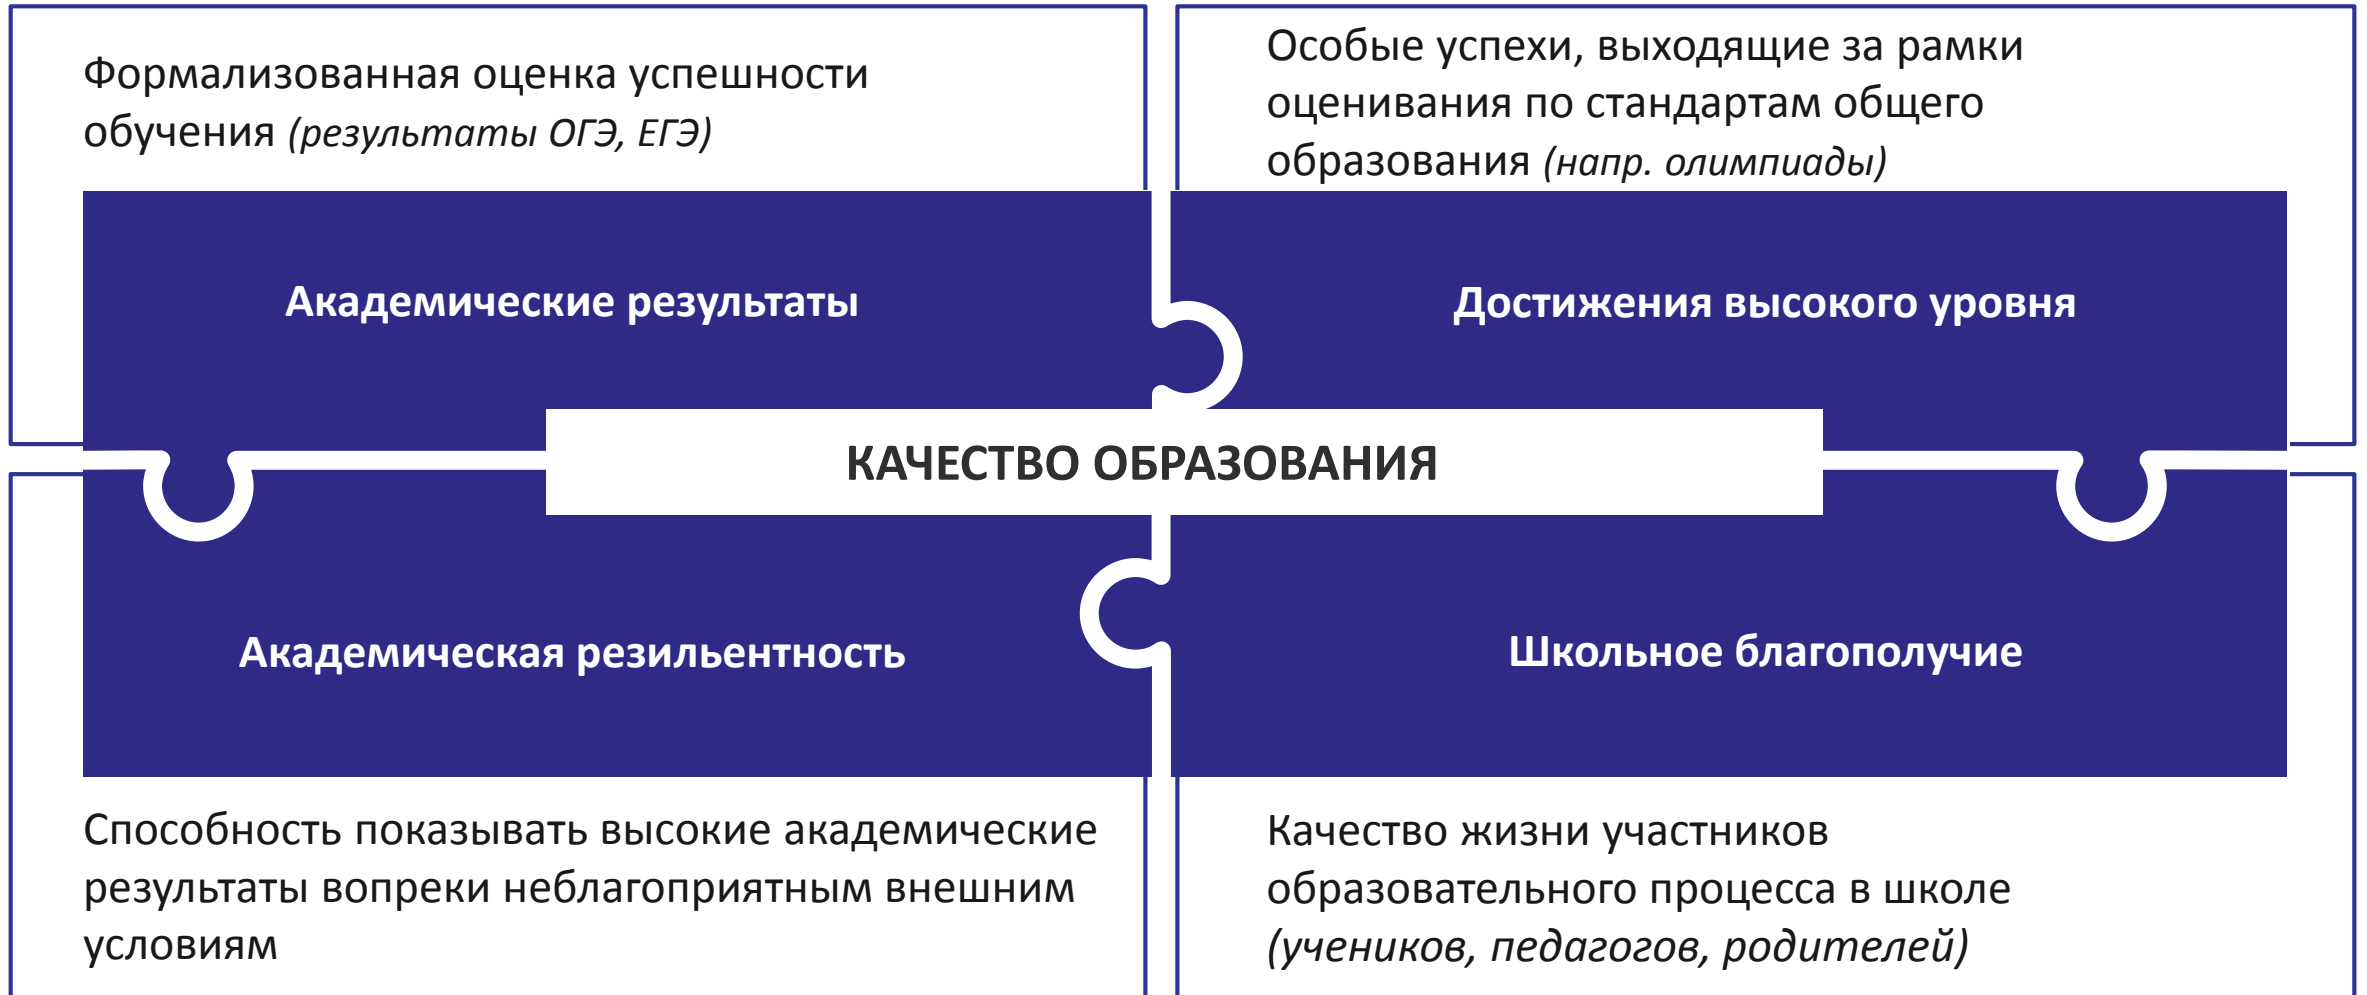 Формализованная оценка успешности
обучения (результаты ОГЭ, ЕГЭ)
Особые успехи, выходящие за рамки
оценивания по стандартам общего
образования (напр. олимпиады)
Академические результаты
Достижения высокого уровня
КАЧЕСТВО ОБРАЗОВАНИЯ
Академическая резильентность
Школьное благополучие
Способность показывать высокие академические
результаты вопреки неблагоприятным внешним
условиям
Качество жизни участников
образовательного процесса в школе
(учеников, педагогов, родителей)